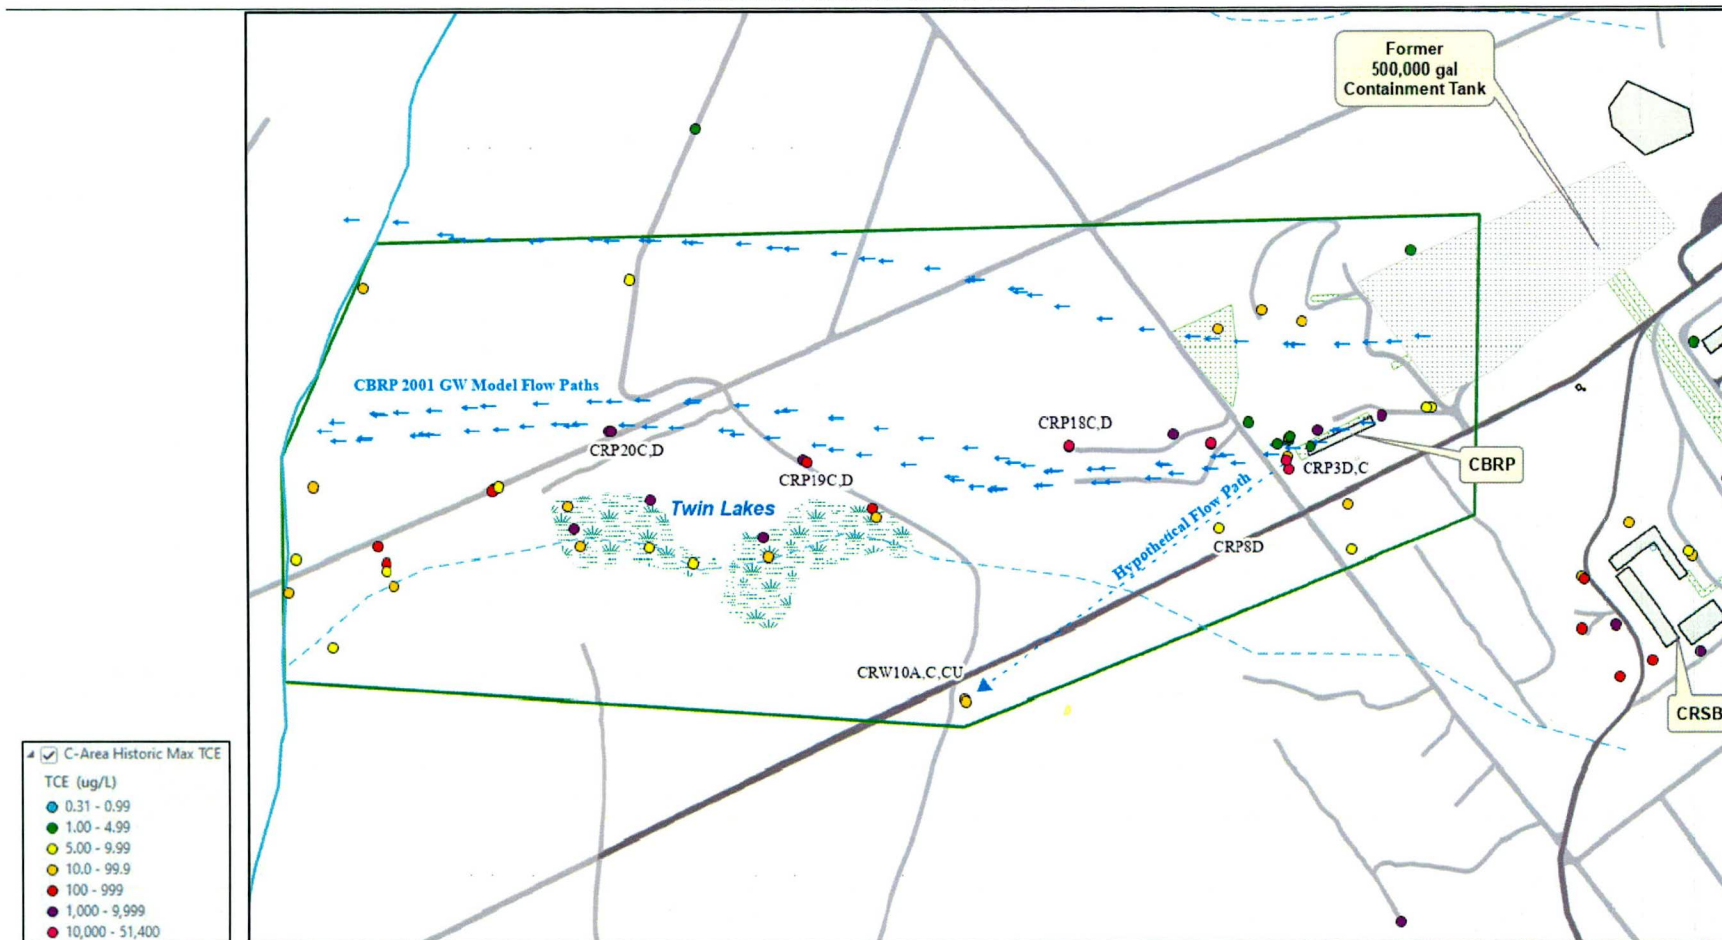 Former
500,000 gal
Containment Tank
CBRP 2001 GW Model Flow Paths
CRP18C,D
CRP20C,D
CRP19C,D
CRP3D,C
CBRP
Twin Lakes
Hypothetical Flow Path
CRP8D
CRW10A,C,CU
CRSB
C-Area Historic Max TCE
TCE (ug/L)
0.31 - 0.99
1.00 - 4.99
5.00 - 9.99
10.0 - 99.9
100 - 999
1,000 - 9,999
10,000 - 51,400